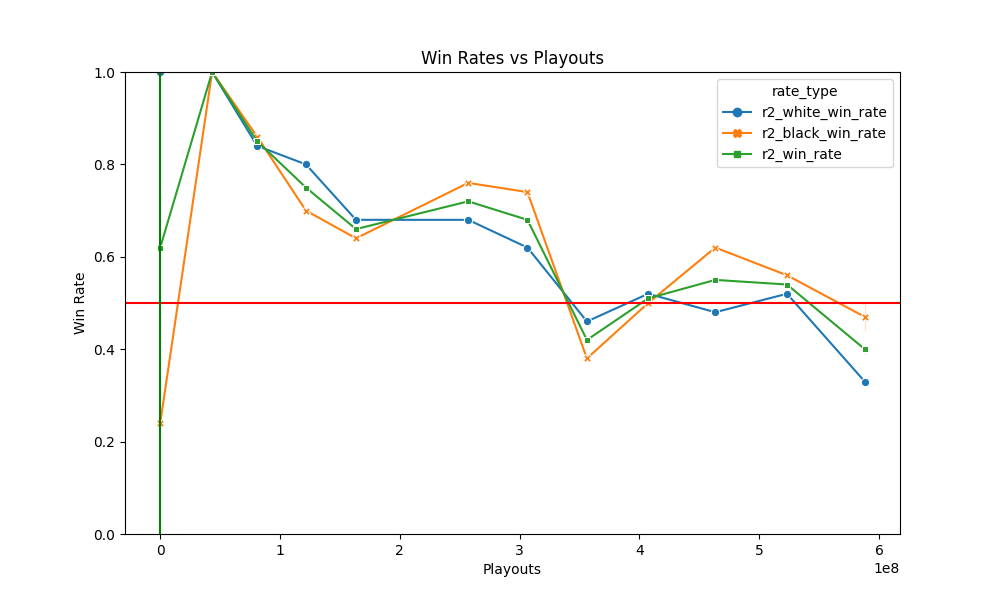 Win Rates vs Playouts
rate_type
r2_white_win_rate
r2_black_win_rate
r2_win_rate
Win Rate
1.0
0.8
0.6
0.4
0.2
0.0
0 1 2 3 4 5 6
1e8
Playouts